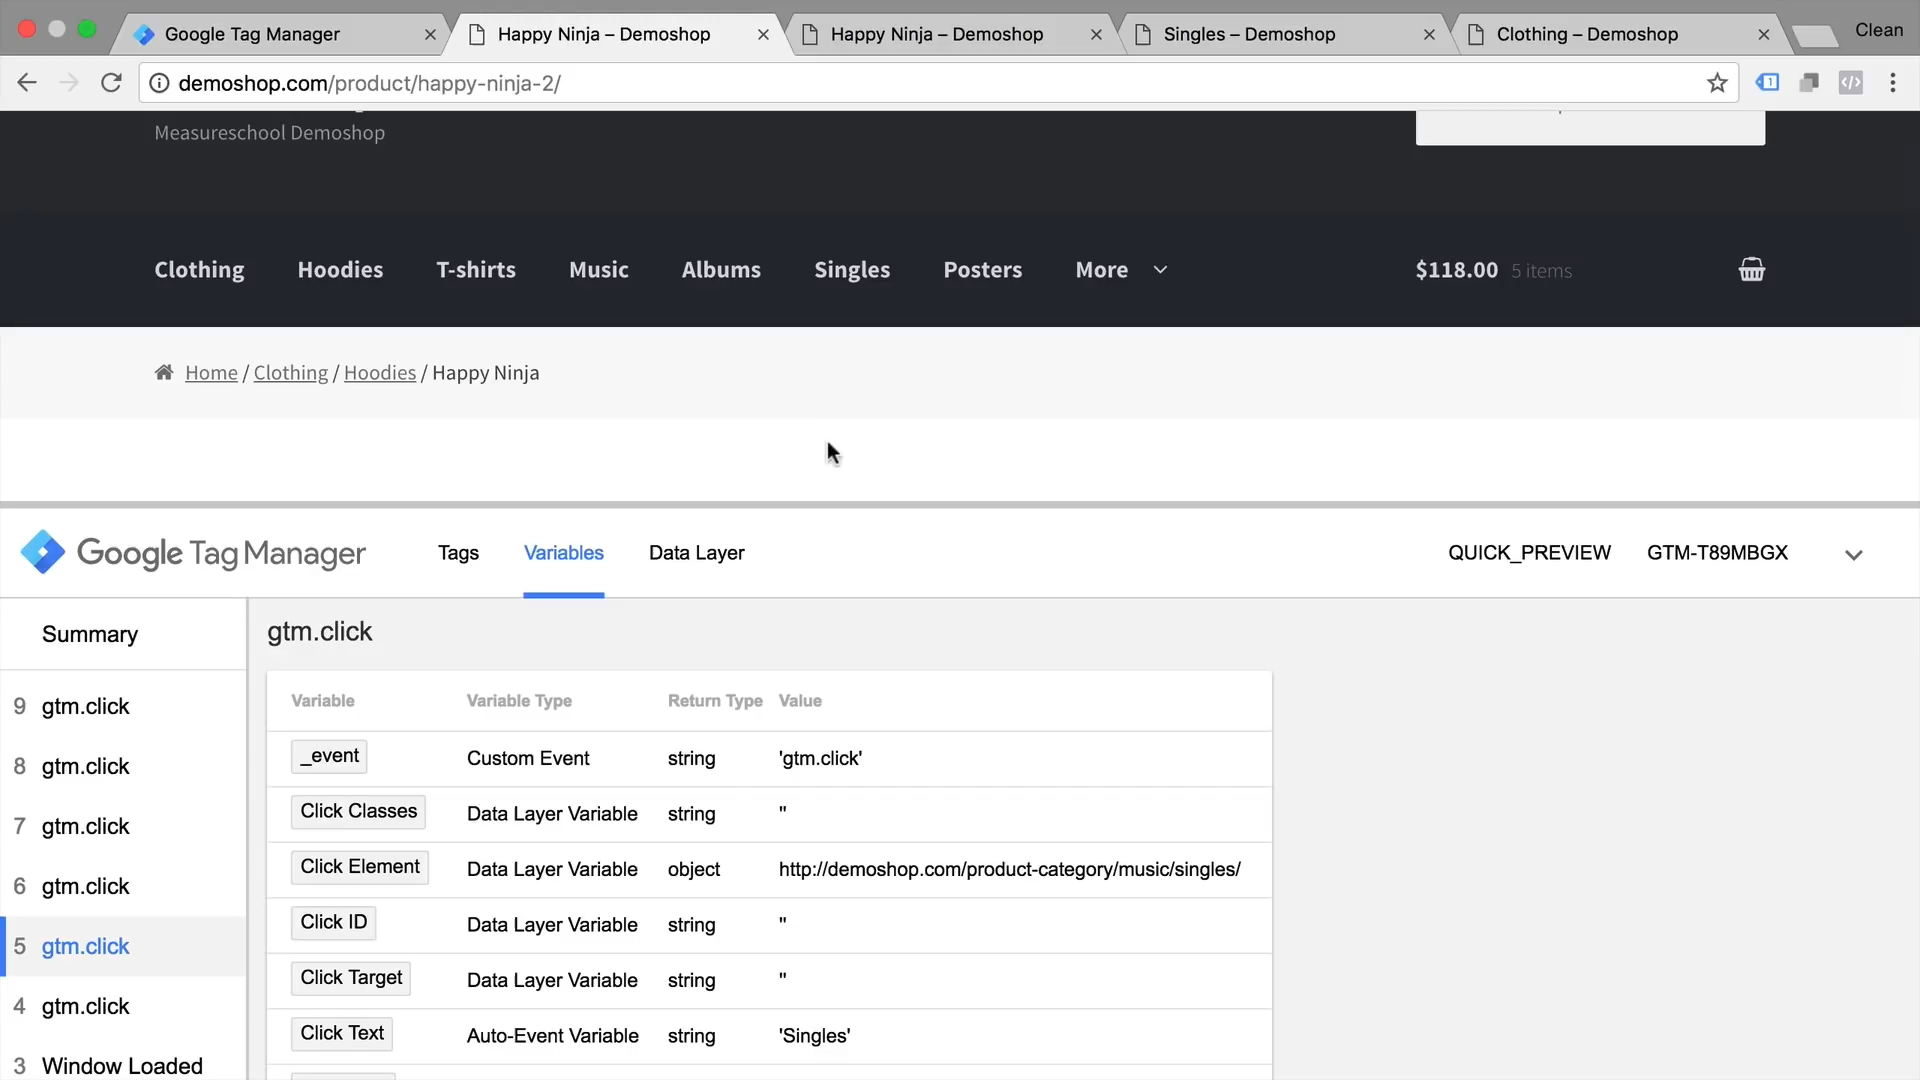 Google Tag Manager
Happy Ninja – Demoshop
Happy Ninja – Demoshop
Singles – Demoshop
Clothing – Demoshop
Clean
demoshop.com/product/happy-ninja-2/
1
Measureschool Demoshop
Clothing Hoodies T-shirts Music Albums Singles Posters More $118.00 5 items
Home / Clothing / Hoodies / Happy Ninja
Google Tag Manager Tags Variables Data Layer QUICK_PREVIEW GTM-T89MBGX
Summary
9 gtm.click
8 gtm.click
7 gtm.click
6 gtm.click
5 gtm.click
4 gtm.click
3 Window Loaded
gtm.click
Variable Variable Type Return Type Value
_event Custom Event string 'gtm.click'
Click Classes Data Layer Variable string ''
Click Element Data Layer Variable object http://demoshop.com/product-category/music/singles/
Click ID Data Layer Variable string ''
Click Target Data Layer Variable string ''
Click Text Auto-Event Variable string 'Singles'